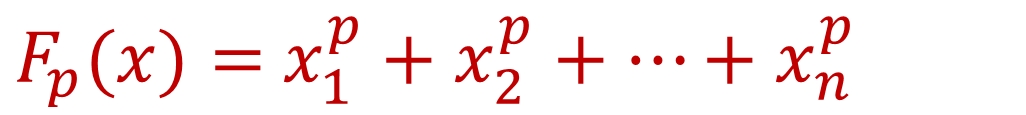 F_p(x) = x_1^p + x_2^p + ⋯ + x_n^p